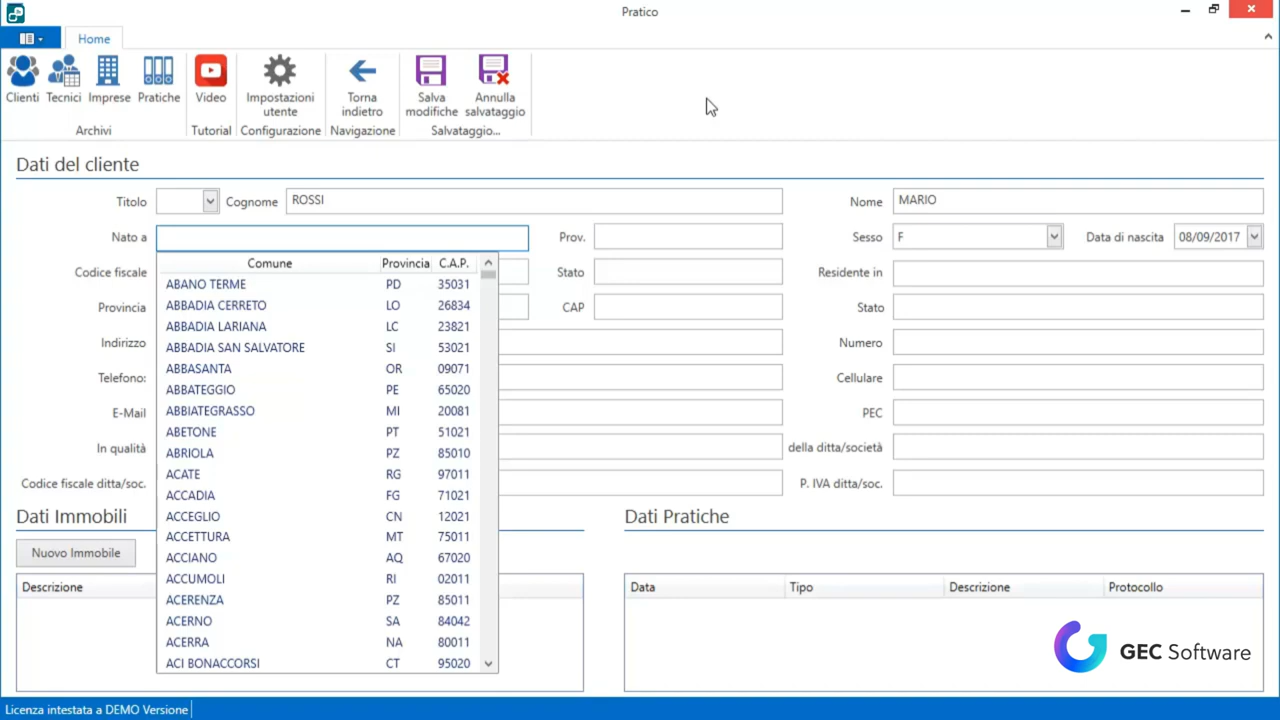 Pratico
Home
Clienti Tecnici Imprese Pratiche Video Impostazioni utente Torna indietro Salva modifiche Annulla salvataggio
Archivi Tutorial Configurazione Navigazione Salvataggio...
Dati del cliente
Titolo Cognome ROSSI Nome MARIO
Nato a Prov. Sesso F Data di nascita 08/09/2017
Codice fiscale Stato Residente in
Provincia CAP Stato
Indirizzo Numero
Telefono: Cellulare
E-Mail PEC
In qualità della ditta/società
Codice fiscale ditta/soc. P. IVA ditta/soc.
Comune Provincia C.A.P.
ABANO TERME PD 35031
ABBADIA CERRETO LO 26834
ABBADIA LARIANA LC 23821
ABBADIA SAN SALVATORE SI 53021
ABBASANTA OR 09071
ABBATEGGIO PE 65020
ABBIATEGRASSO MI 20081
ABETONE PT 51021
ABRIOLA PZ 85010
ACATE RG 97011
ACCADIA FG 71021
ACCEGLIO CN 12021
ACCETTURA MT 75011
ACCIANO AQ 67020
ACCUMOLI RI 02011
ACERENZA PZ 85011
ACERNO SA 84042
ACERRA NA 80011
ACI BONACCORSI CT 95020
Dati Immobili
Nuovo Immobile
Descrizione
Dati Pratiche
Data Tipo Descrizione Protocollo
GEC Software
Licenza intestata a DEMO Versione